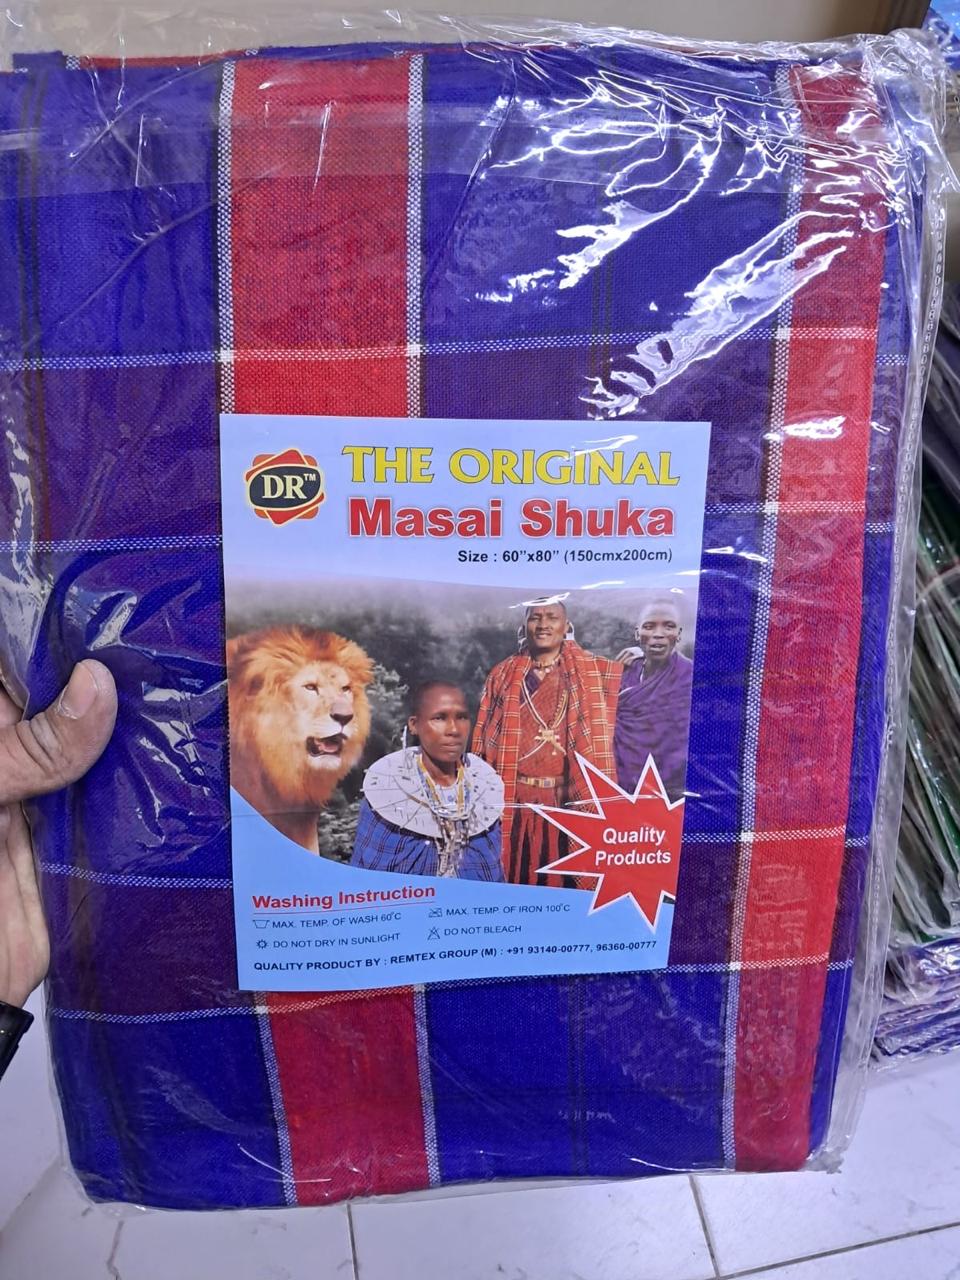 DR™
THE ORIGINAL
Masai Shuka
Size : 60”x80” (150cmx200cm)
Quality
Products
Washing Instruction
MAX. TEMP. OF WASH 60°C
MAX. TEMP. OF IRON 100°C
DO NOT DRY IN SUNLIGHT
DO NOT BLEACH
QUALITY PRODUCT BY : REMTEX GROUP (M) : +91 93140-00777, 96360-00777